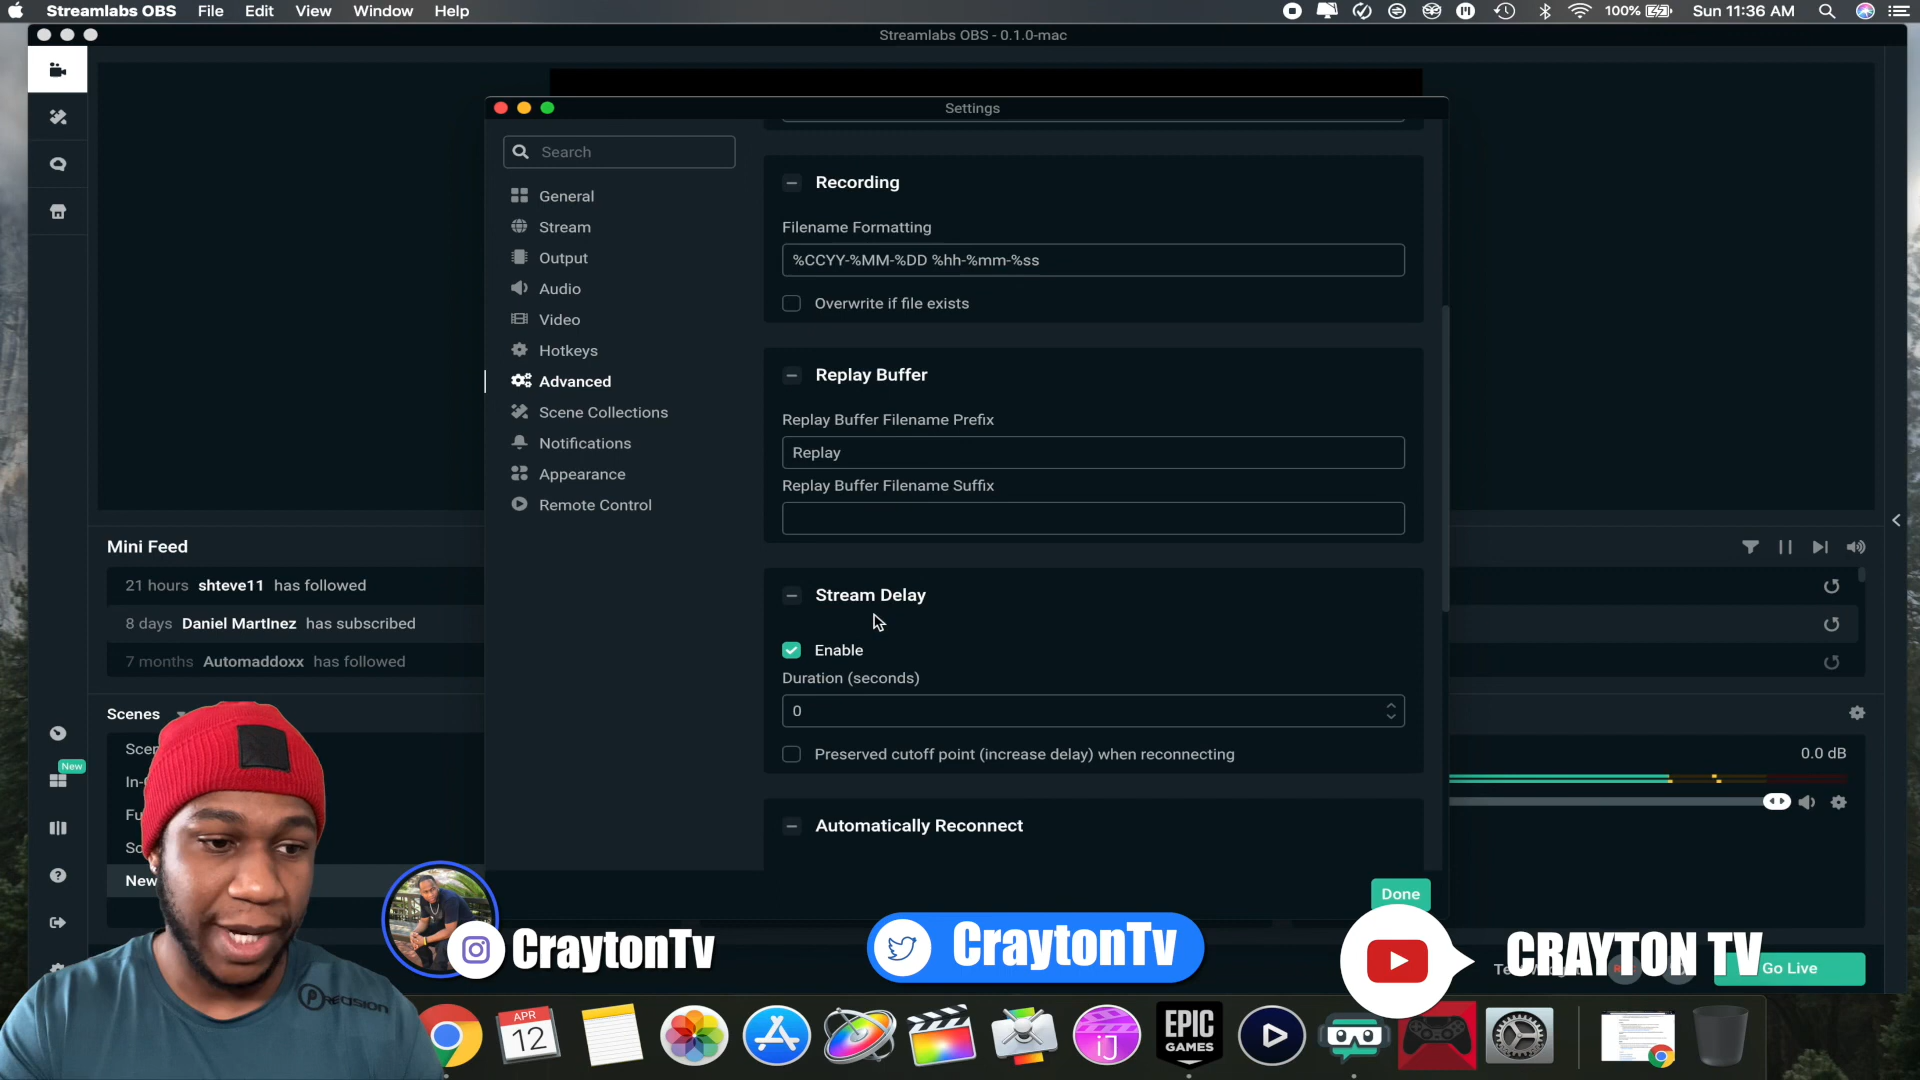 Streamlabs OBS File Edit View Window Help
100% Sun 11:36 AM
Streamlabs OBS - 0.1.0-mac
Settings
Search
General
Stream
Output
Audio
Video
Hotkeys
Advanced
Scene Collections
Notifications
Appearance
Remote Control
Recording
Filename Formatting
%CCYY-%MM-%DD %hh-%mm-%ss
Overwrite if file exists
Replay Buffer
Replay Buffer Filename Prefix
Replay
Replay Buffer Filename Suffix
Stream Delay
Enable
Duration (seconds)
0
Preserved cutoff point (increase delay) when reconnecting
Automatically Reconnect
Done
Mini Feed
21 hours shteve11 has followed
8 days Daniel MartInez has subscribed
7 months Automaddoxx has followed
Scenes
New
New
0.0 dB
Go Live
PRECISION
CraytonTv
CraytonTv
CRAYTON TV
APR
12
EPIC
GAMES